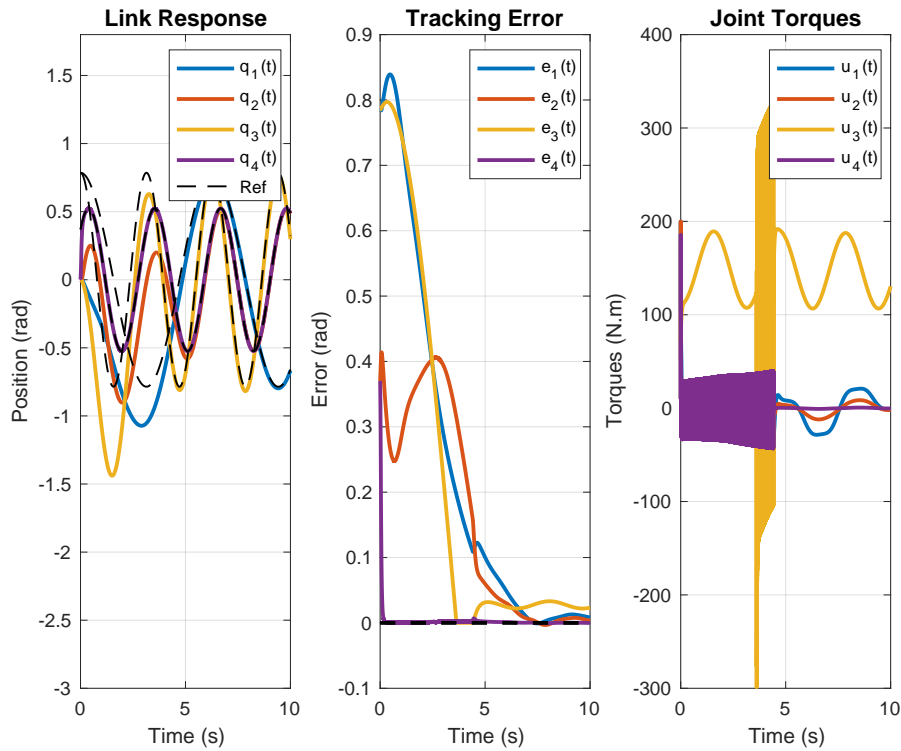 Link Response
q1(t)
q2(t)
q3(t)
q4(t)
Ref
1.5
1
0.5
0
-0.5
-1
-1.5
-2
-2.5
-3
Position (rad)
0
5
10
Time (s)
Tracking Error
e1(t)
e2(t)
e3(t)
e4(t)
0.9
0.8
0.7
0.6
0.5
0.4
0.3
0.2
0.1
0
-0.1
Error (rad)
0
5
10
Time (s)
Joint Torques
u1(t)
u2(t)
u3(t)
u4(t)
400
300
200
100
0
-100
-200
-300
Torques (N.m)
0
5
10
Time (s)